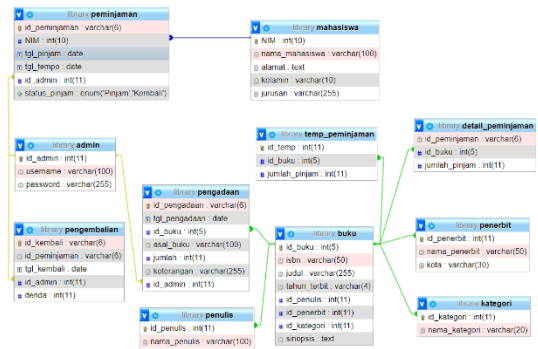 library peminjaman
id_peminjaman : varchar(6)
NIM : int(10)
tgl_pinjam : date
tgl_tempo : date
id_admin : int(11)
status_pinjam : enum('Pinjam','Kembali')
library mahasiswa
NIM : int(10)
nama_mahasiswa : varchar(100)
alamat : text
kelamin : varchar(10)
jurusan : varchar(255)
library admin
id_admin : int(11)
username : varchar(100)
password : varchar(255)
library temp_peminjaman
id_temp : int(11)
id_buku : int(5)
jumlah_pinjam : int(11)
library detail_peminjaman
id_peminjaman : varchar(6)
id_buku : int(5)
jumlah_pinjam : int(11)
library pengadaan
id_pengadaan : varchar(6)
tgl_pengadaan : date
id_buku : int(5)
asal_buku : varchar(100)
jumlah : int(11)
keterangan : varchar(255)
id_admin : int(11)
library pengembalian
id_kembali : varchar(6)
id_peminjaman : varchar(6)
tgl_kembali : date
id_admin : int(11)
denda : int(11)
library buku
id_buku : int(5)
isbn : varchar(50)
judul : varchar(255)
tahun_terbit : varchar(4)
id_penulis : int(11)
id_penerbit : int(11)
id_kategori : int(11)
sinopsis : text
library penerbit
id_penerbit : int(11)
nama_penerbit : varchar(50)
kota : varchar(30)
library penulis
id_penulis : int(11)
nama_penulis : varchar(100)
library kategori
id_kategori : int(11)
nama_kategori : varchar(20)